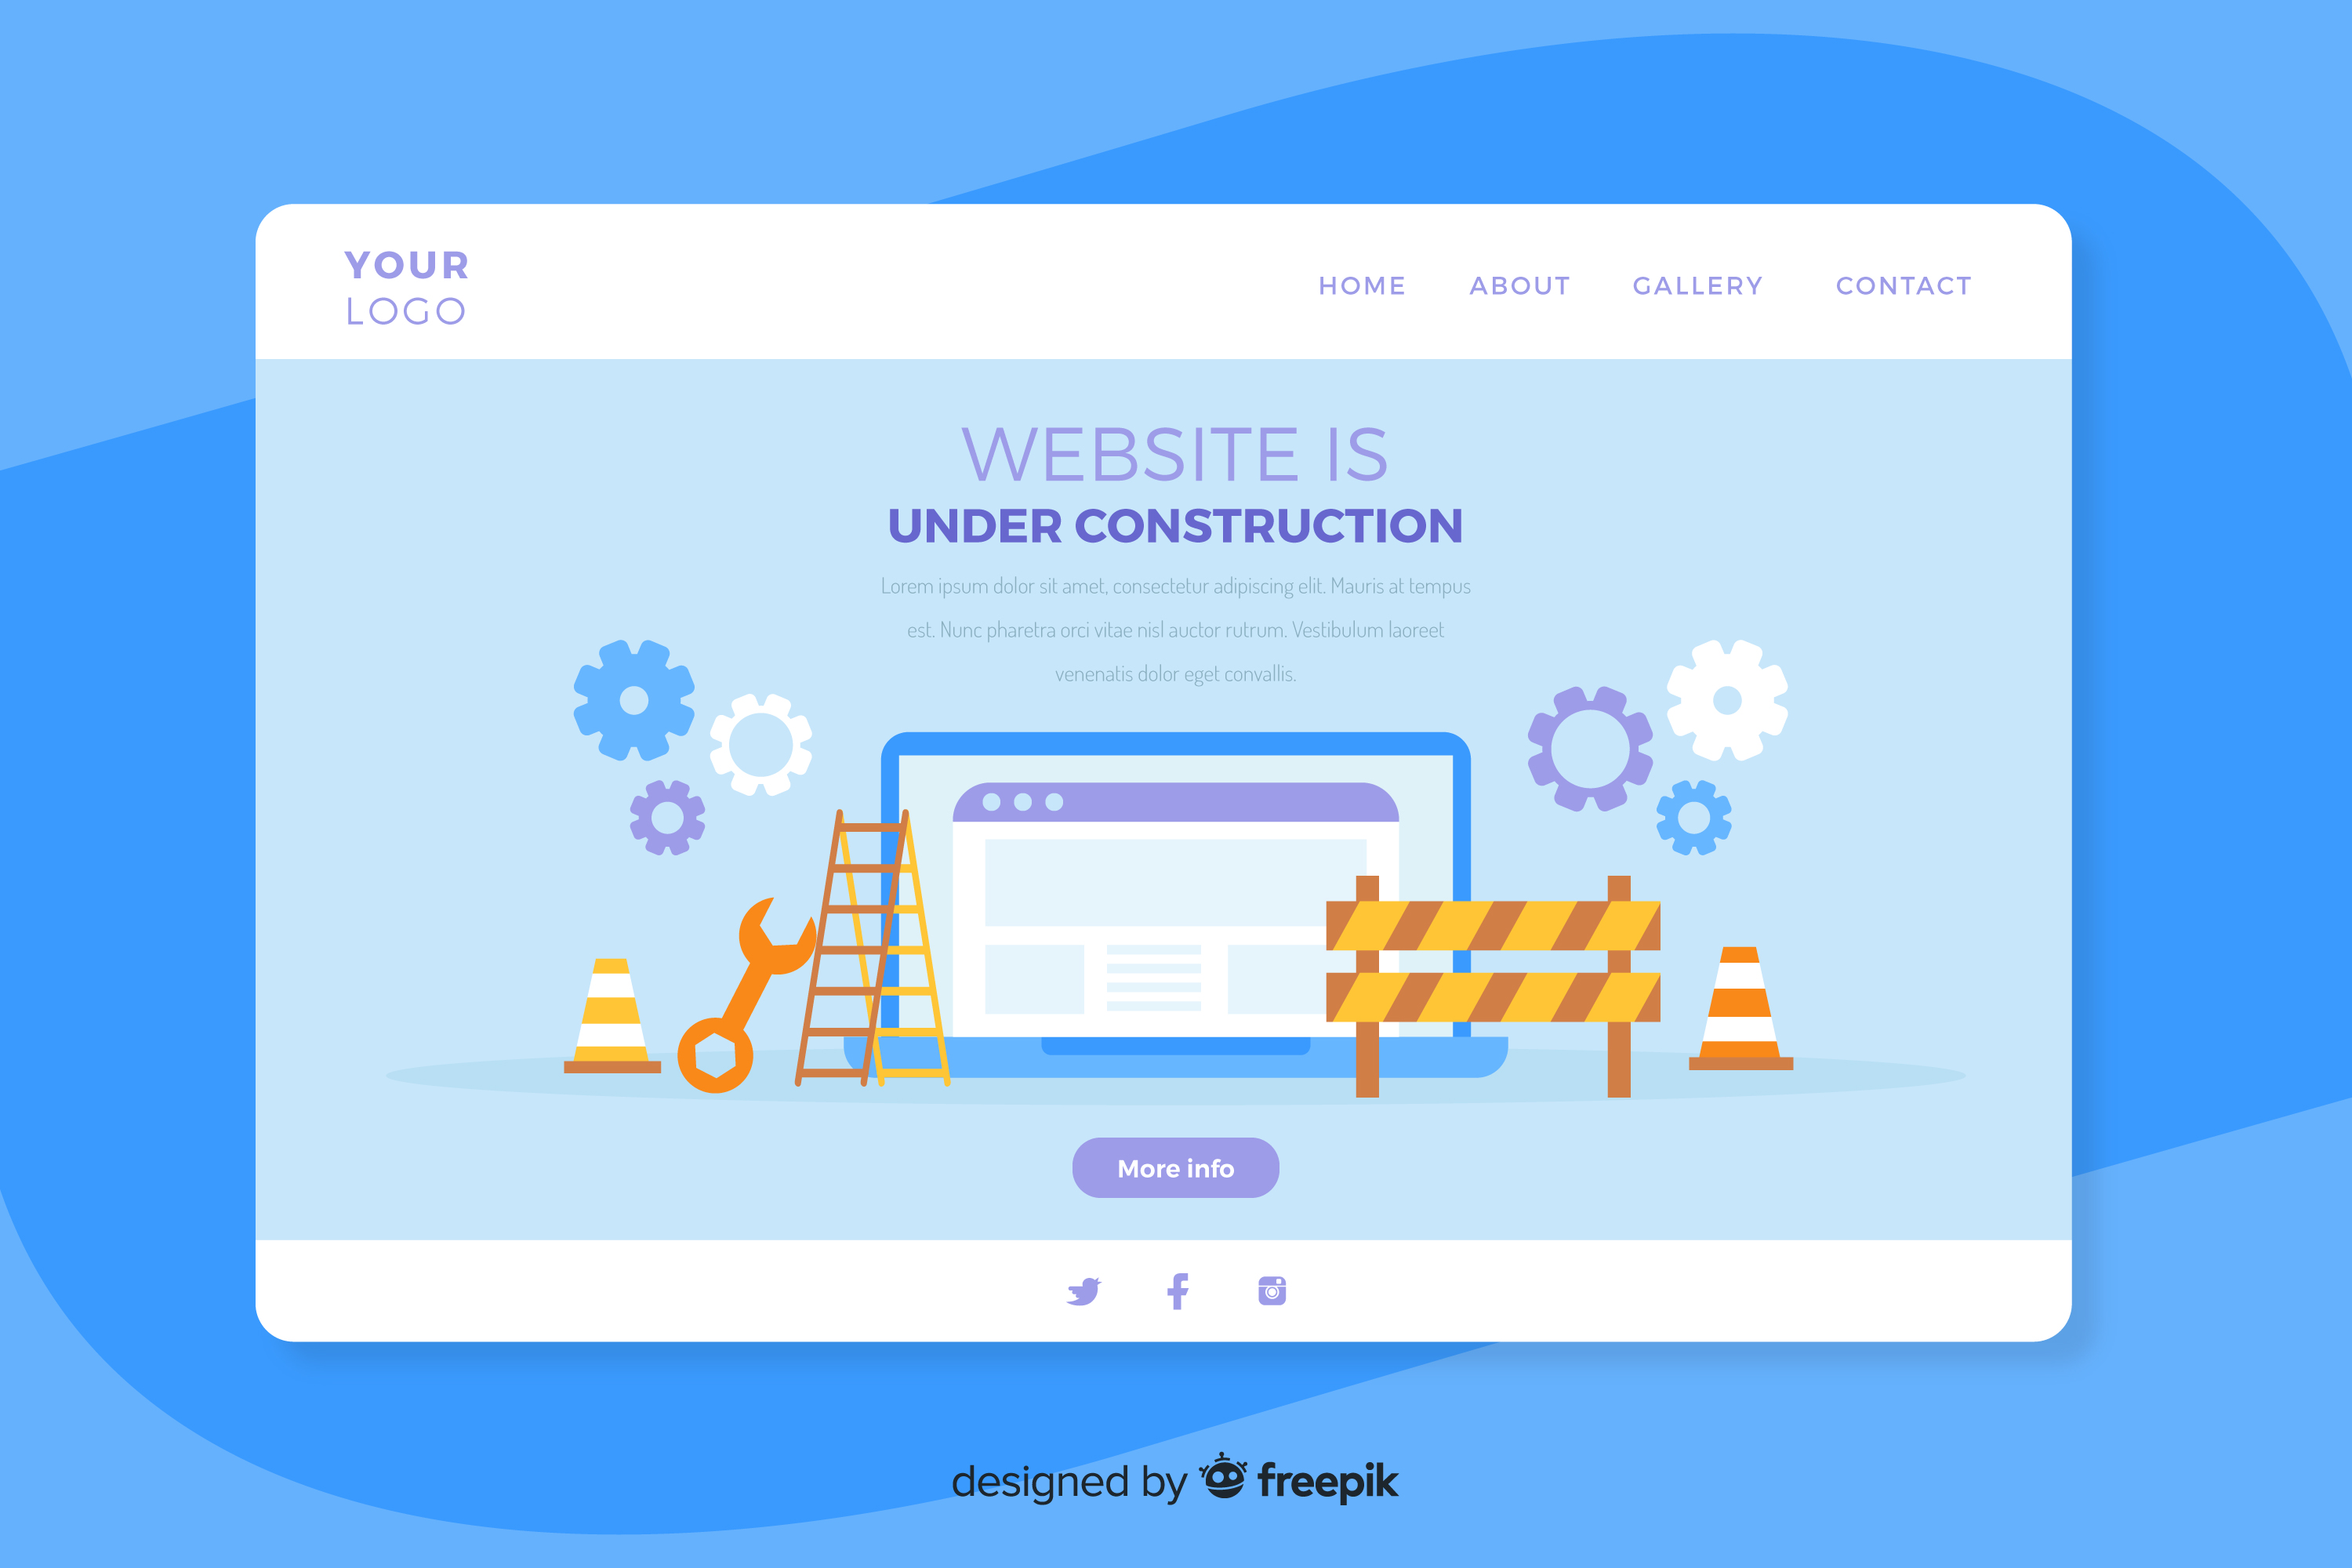 YOUR
LOGO
HOME ABOUT GALLERY CONTACT
WEBSITE IS
UNDER CONSTRUCTION
Lorem ipsum dolor sit amet, consectetur adipiscing elit. Mauris at tempus
est. Nunc pharetra orci vitae nisl auctor rutrum. Vestibulum laoreet
venenatis dolor eget convallis.
More info
designed by freepik